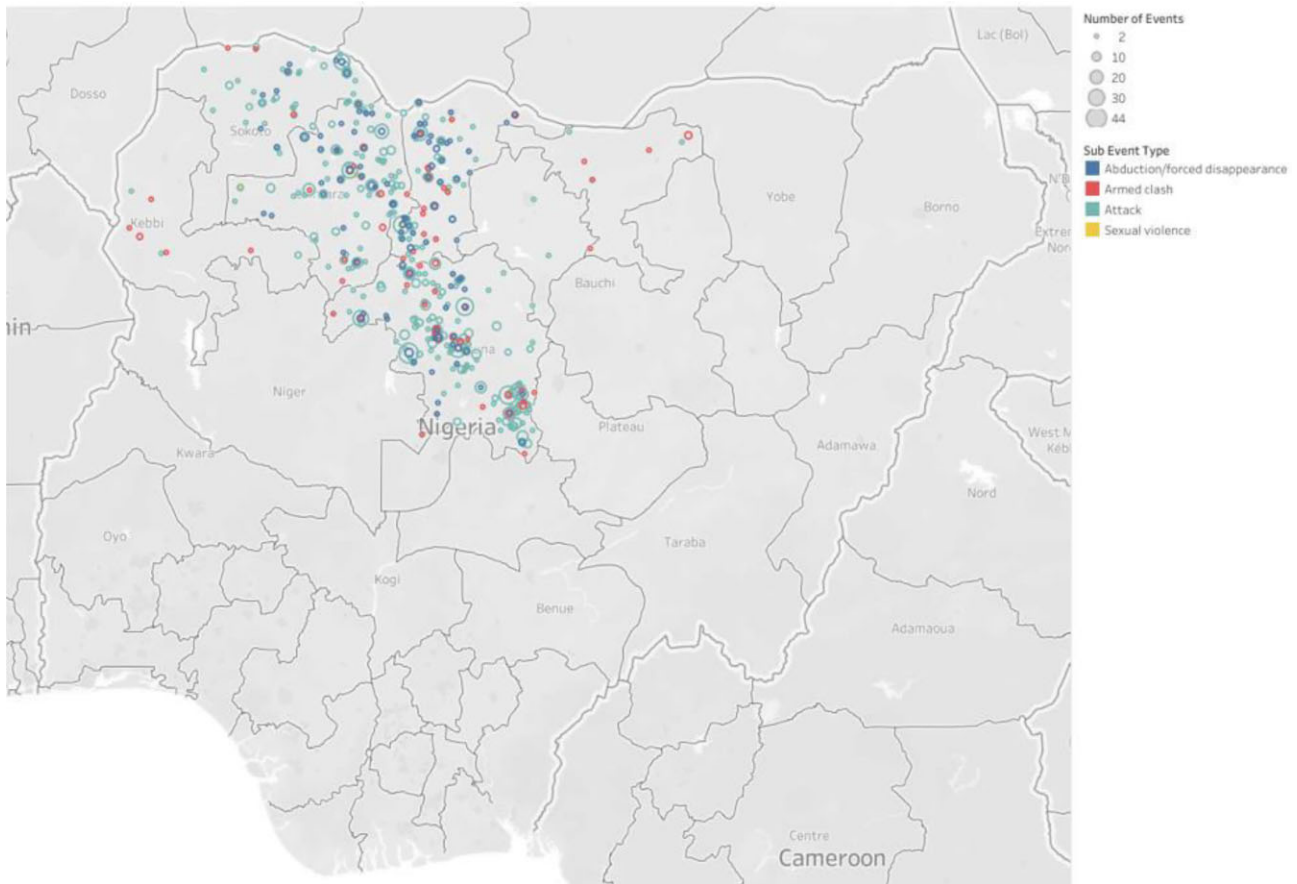 Number of Events
2
10
20
30
44
Sub Event Type
Abduction/forced disappearance
Armed clash
Attack
Sexual violence
Lac (Bol)
Dosso
Sokoto
Kebbi
Yobe
Borno
Bauchi
in
Niger
Nigeria
Plateau
Adamawa
West M
Kwara
Nord
Oyo
Taraba
Kogi
Benue
Adamaoua
Centre
Cameroon